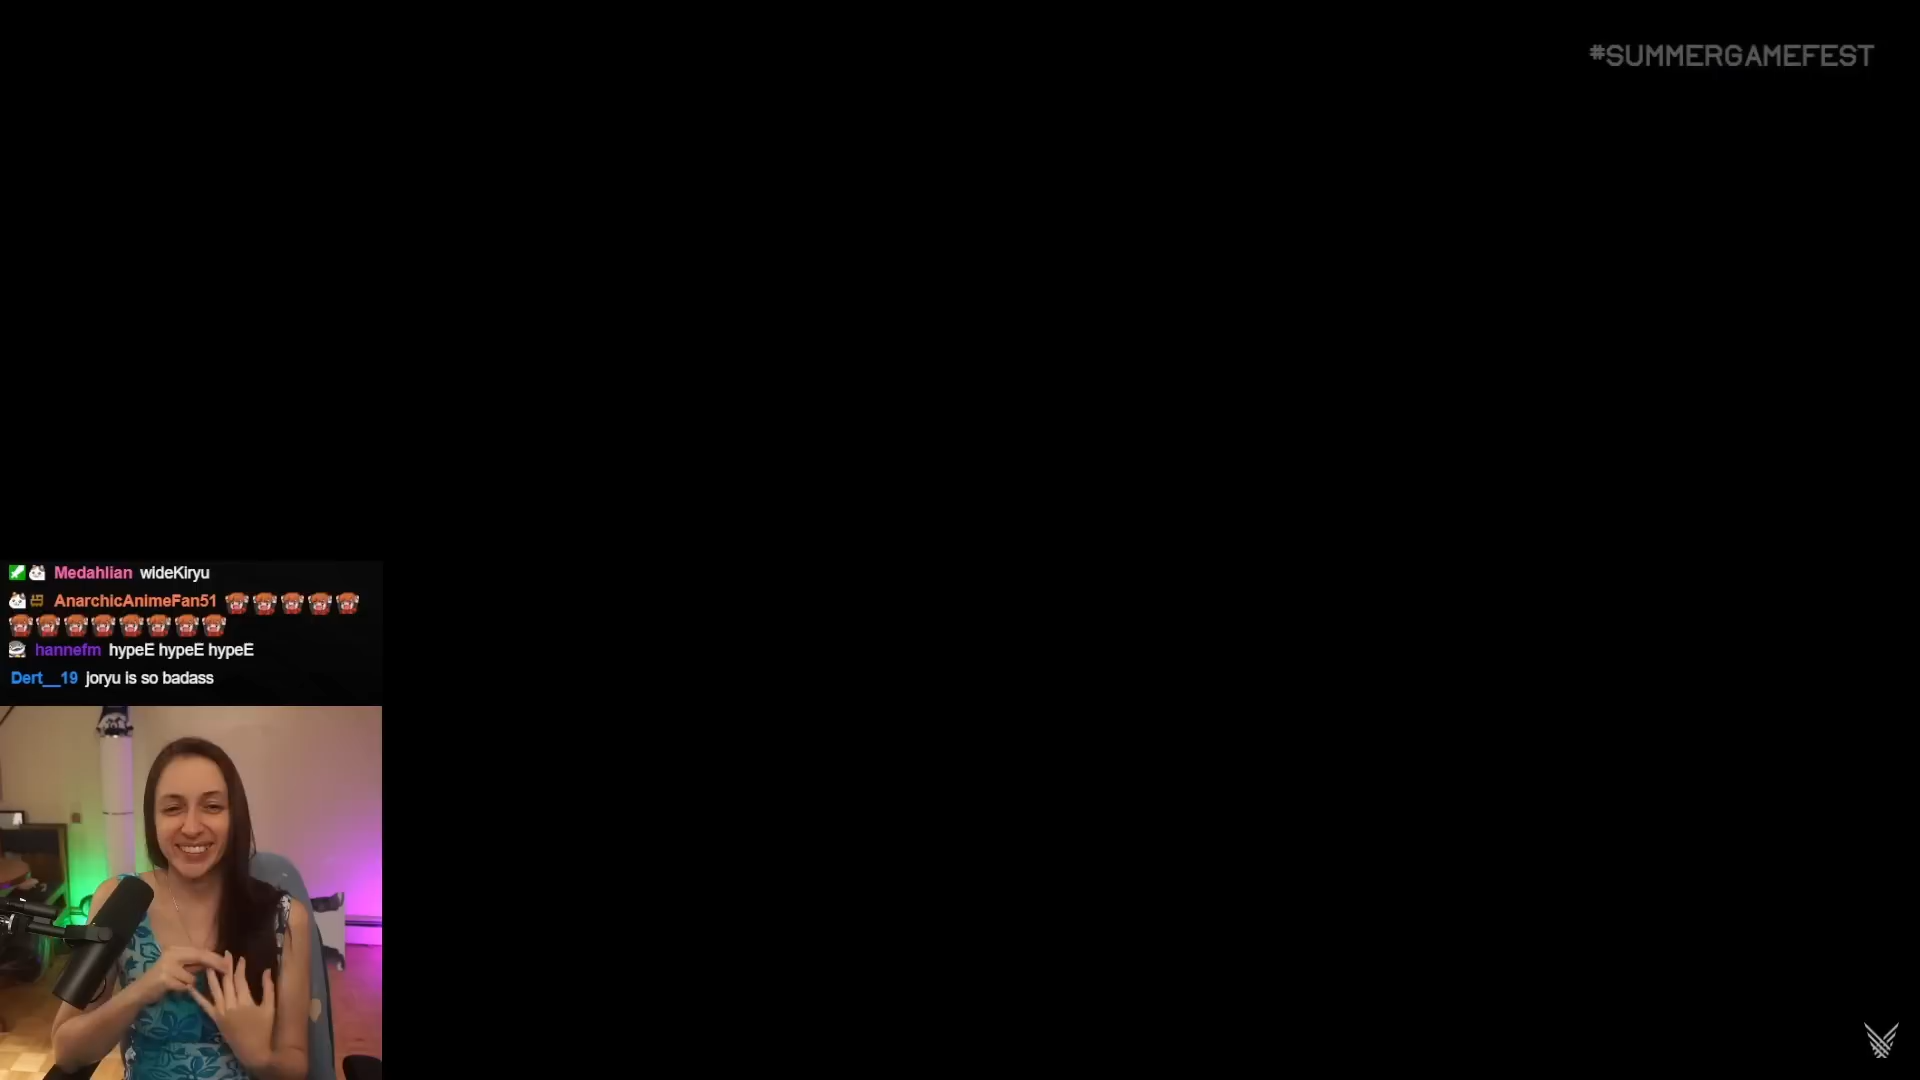 #SUMMERGAMEFEST
Medahlian wideKiryu
AnarchicAnimeFan51
hannefm hypeE hypeE hypeE
Dert__19 joryu is so badass